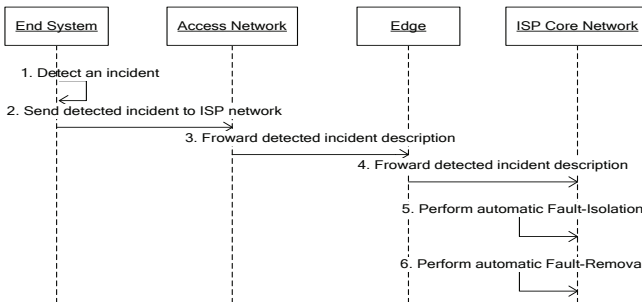 End System
Access Network
Edge
ISP Core Network
1. Detect an incident
2. Send detected incident to ISP network
3. Froward detected incident description
4. Froward detected incident description
5. Perform automatic Fault-Isolation
6. Perform automatic Fault-Remova